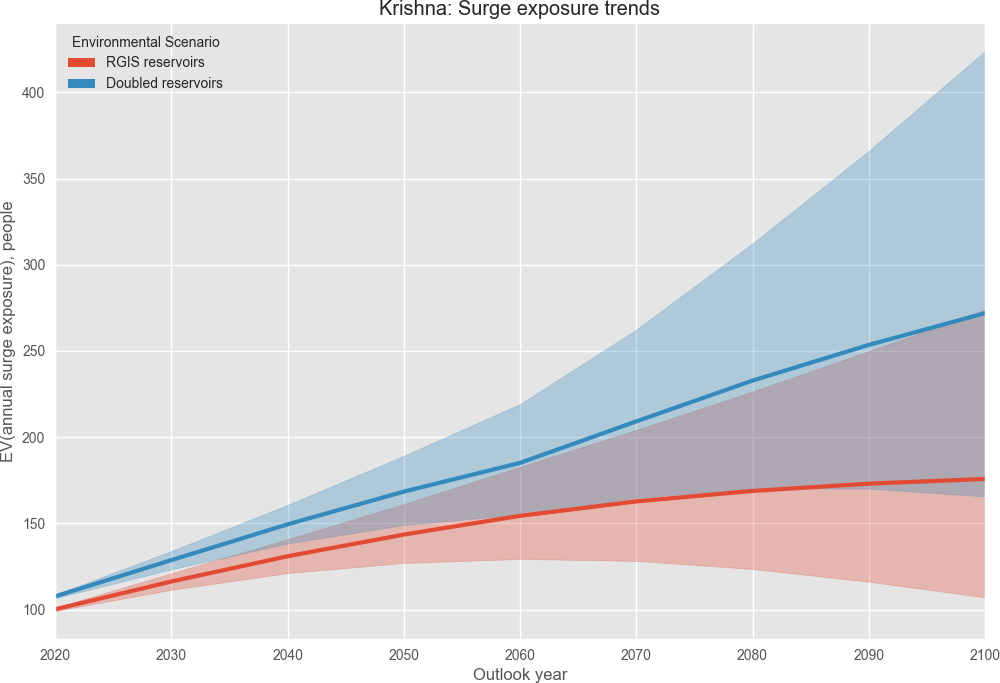 Krishna: Surge exposure trends
Environmental Scenario
RGIS reservoirs
Doubled reservoirs
EV(annual surge exposure), people
400
350
300
250
200
150
100
2020 2030 2040 2050 2060 2070 2080 2090 2100
Outlook year